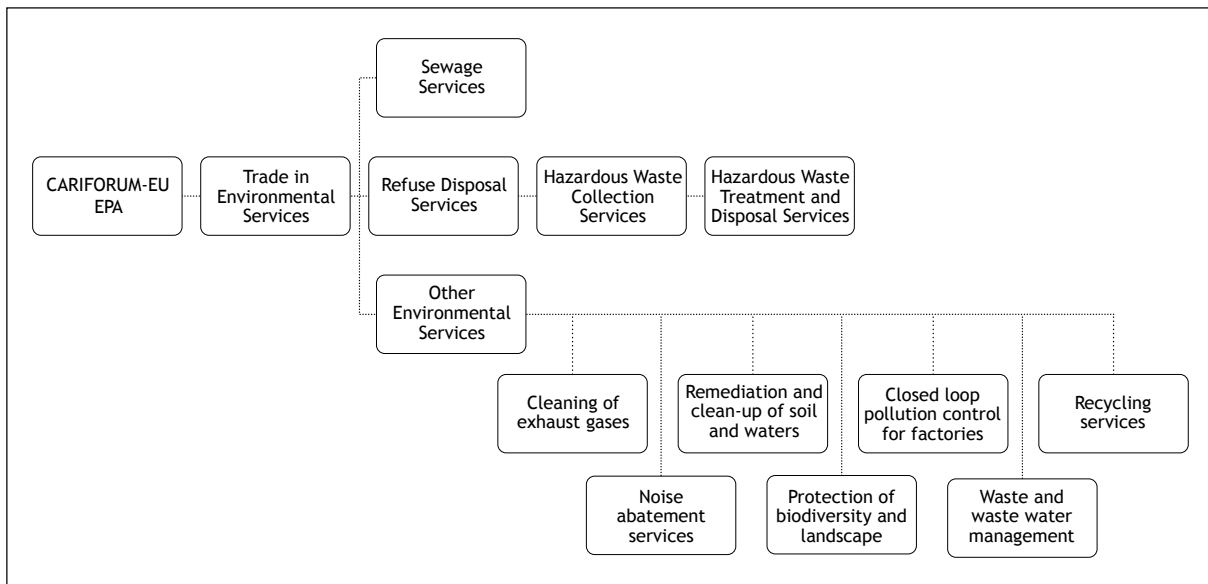 Sewage
Services
CARIFORUM-EU
EPA
Trade in
Environmental
Services
Refuse Disposal
Services
Hazardous Waste
Collection
Services
Hazardous Waste
Treatment and
Disposal Services
Other
Environmental
Services
Cleaning of
exhaust gases
Remediation and
clean-up of soil
and waters
Closed loop
pollution control
for factories
Recycling
services
Noise
abatement
services
Protection of
biodiversity and
landscape
Waste and
waste water
management